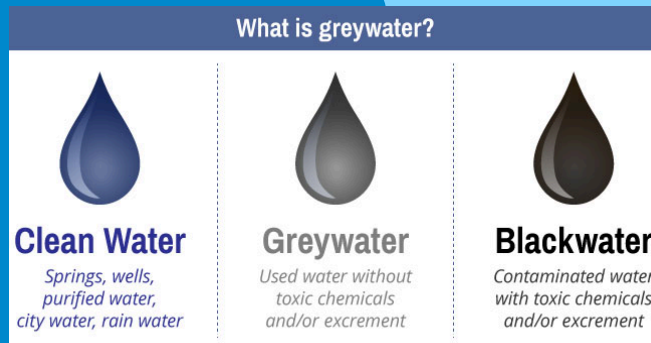 What is greywater?
Clean Water
Springs, wells,
purified water,
city water, rain water
Greywater
Used water without
toxic chemicals
and/or excrement
Blackwater
Contaminated water
with toxic chemicals
and/or excrement